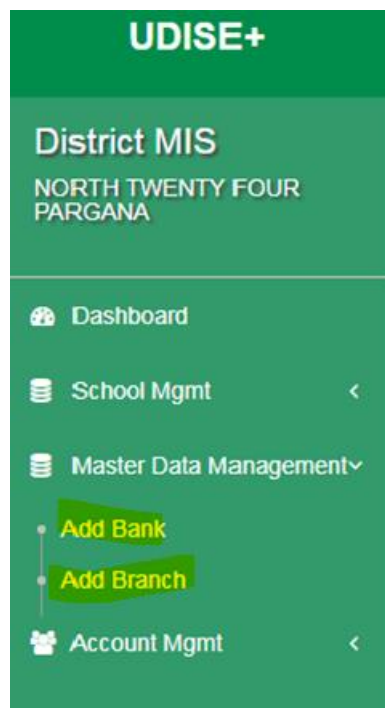 UDISE+
District MIS
NORTH TWENTY FOUR
PARGANA
Dashboard
School Mgmt
Master Data Management
Add Bank
Add Branch
Account Mgmt